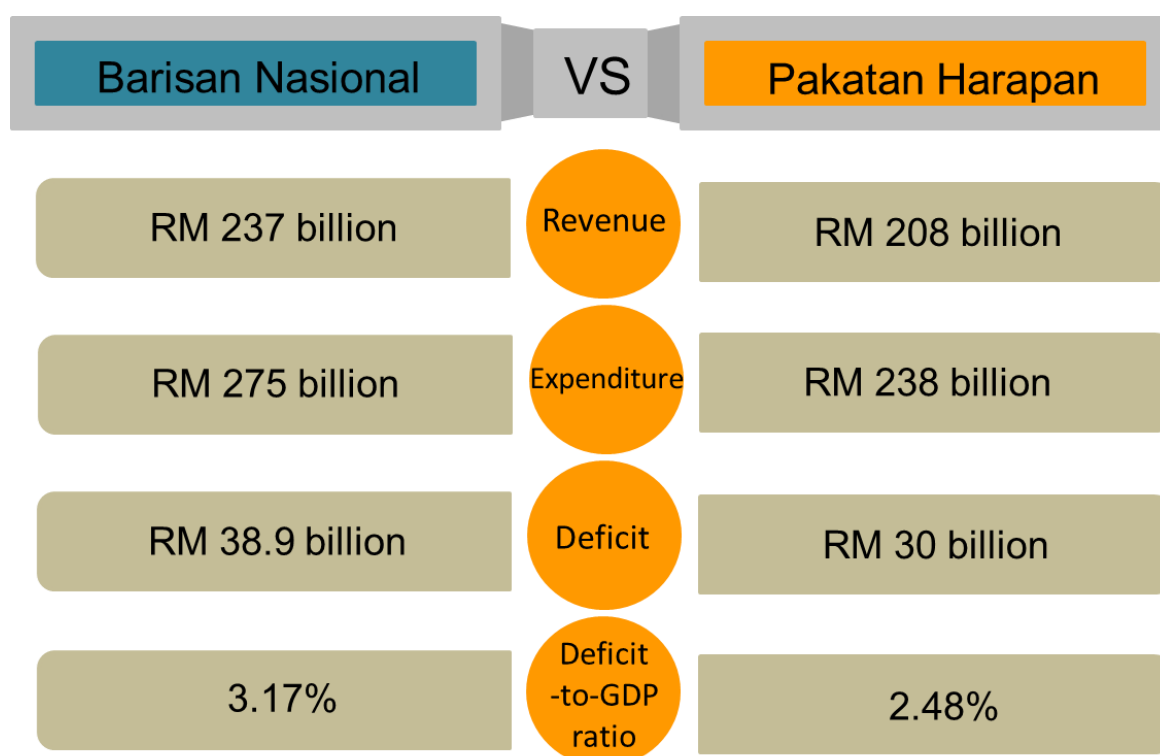 Barisan Nasional VS Pakatan Harapan
RM 237 billion Revenue RM 208 billion
RM 275 billion Expenditure RM 238 billion
RM 38.9 billion Deficit RM 30 billion
3.17% Deficit
-to-GDP
ratio 2.48%